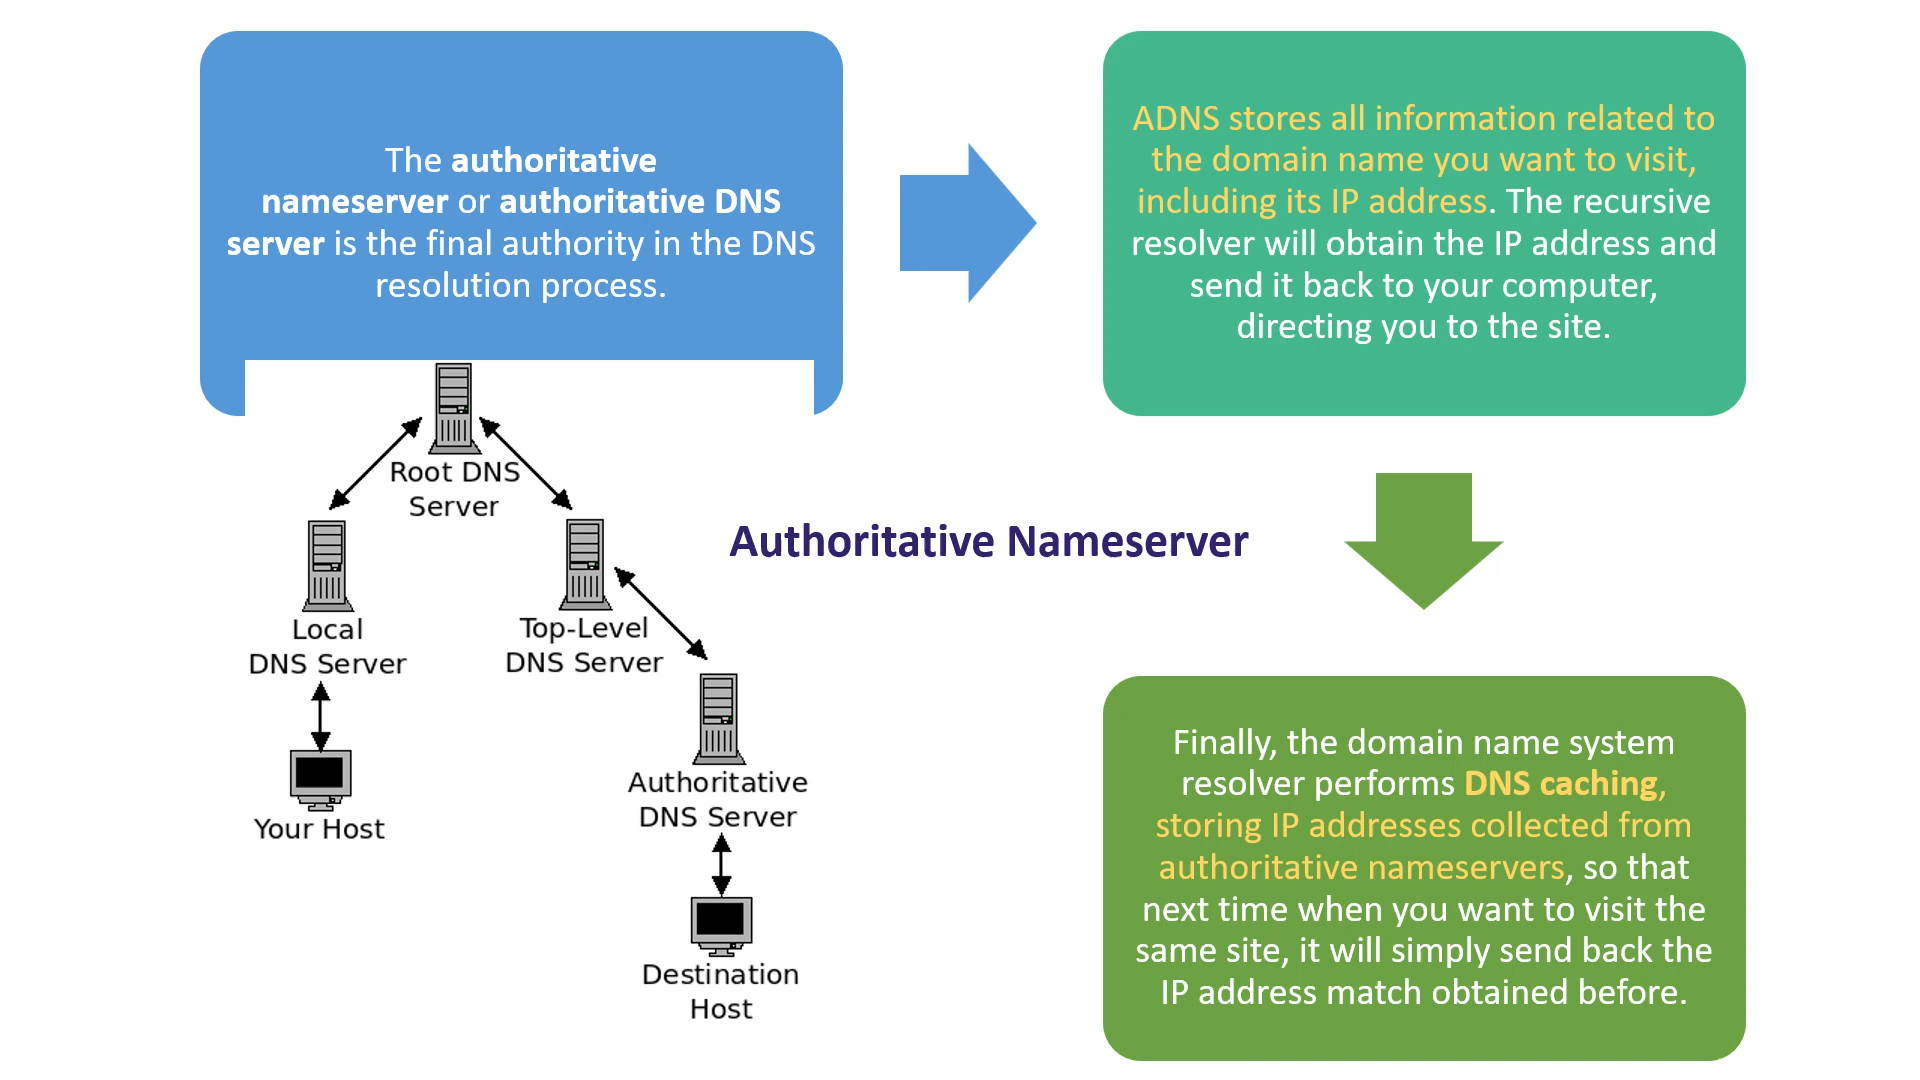 The authoritative
nameserver or authoritative DNS
server is the final authority in the DNS
resolution process.
ADNS stores all information related to
the domain name you want to visit,
including its IP address. The recursive
resolver will obtain the IP address and
send it back to your computer,
directing you to the site.
Root DNS
Server
Local
DNS Server
Top-Level
DNS Server
Your Host
Authoritative
DNS Server
Destination
Host
Authoritative Nameserver
Finally, the domain name system
resolver performs DNS caching,
storing IP addresses collected from
authoritative nameservers, so that
next time when you want to visit the
same site, it will simply send back the
IP address match obtained before.